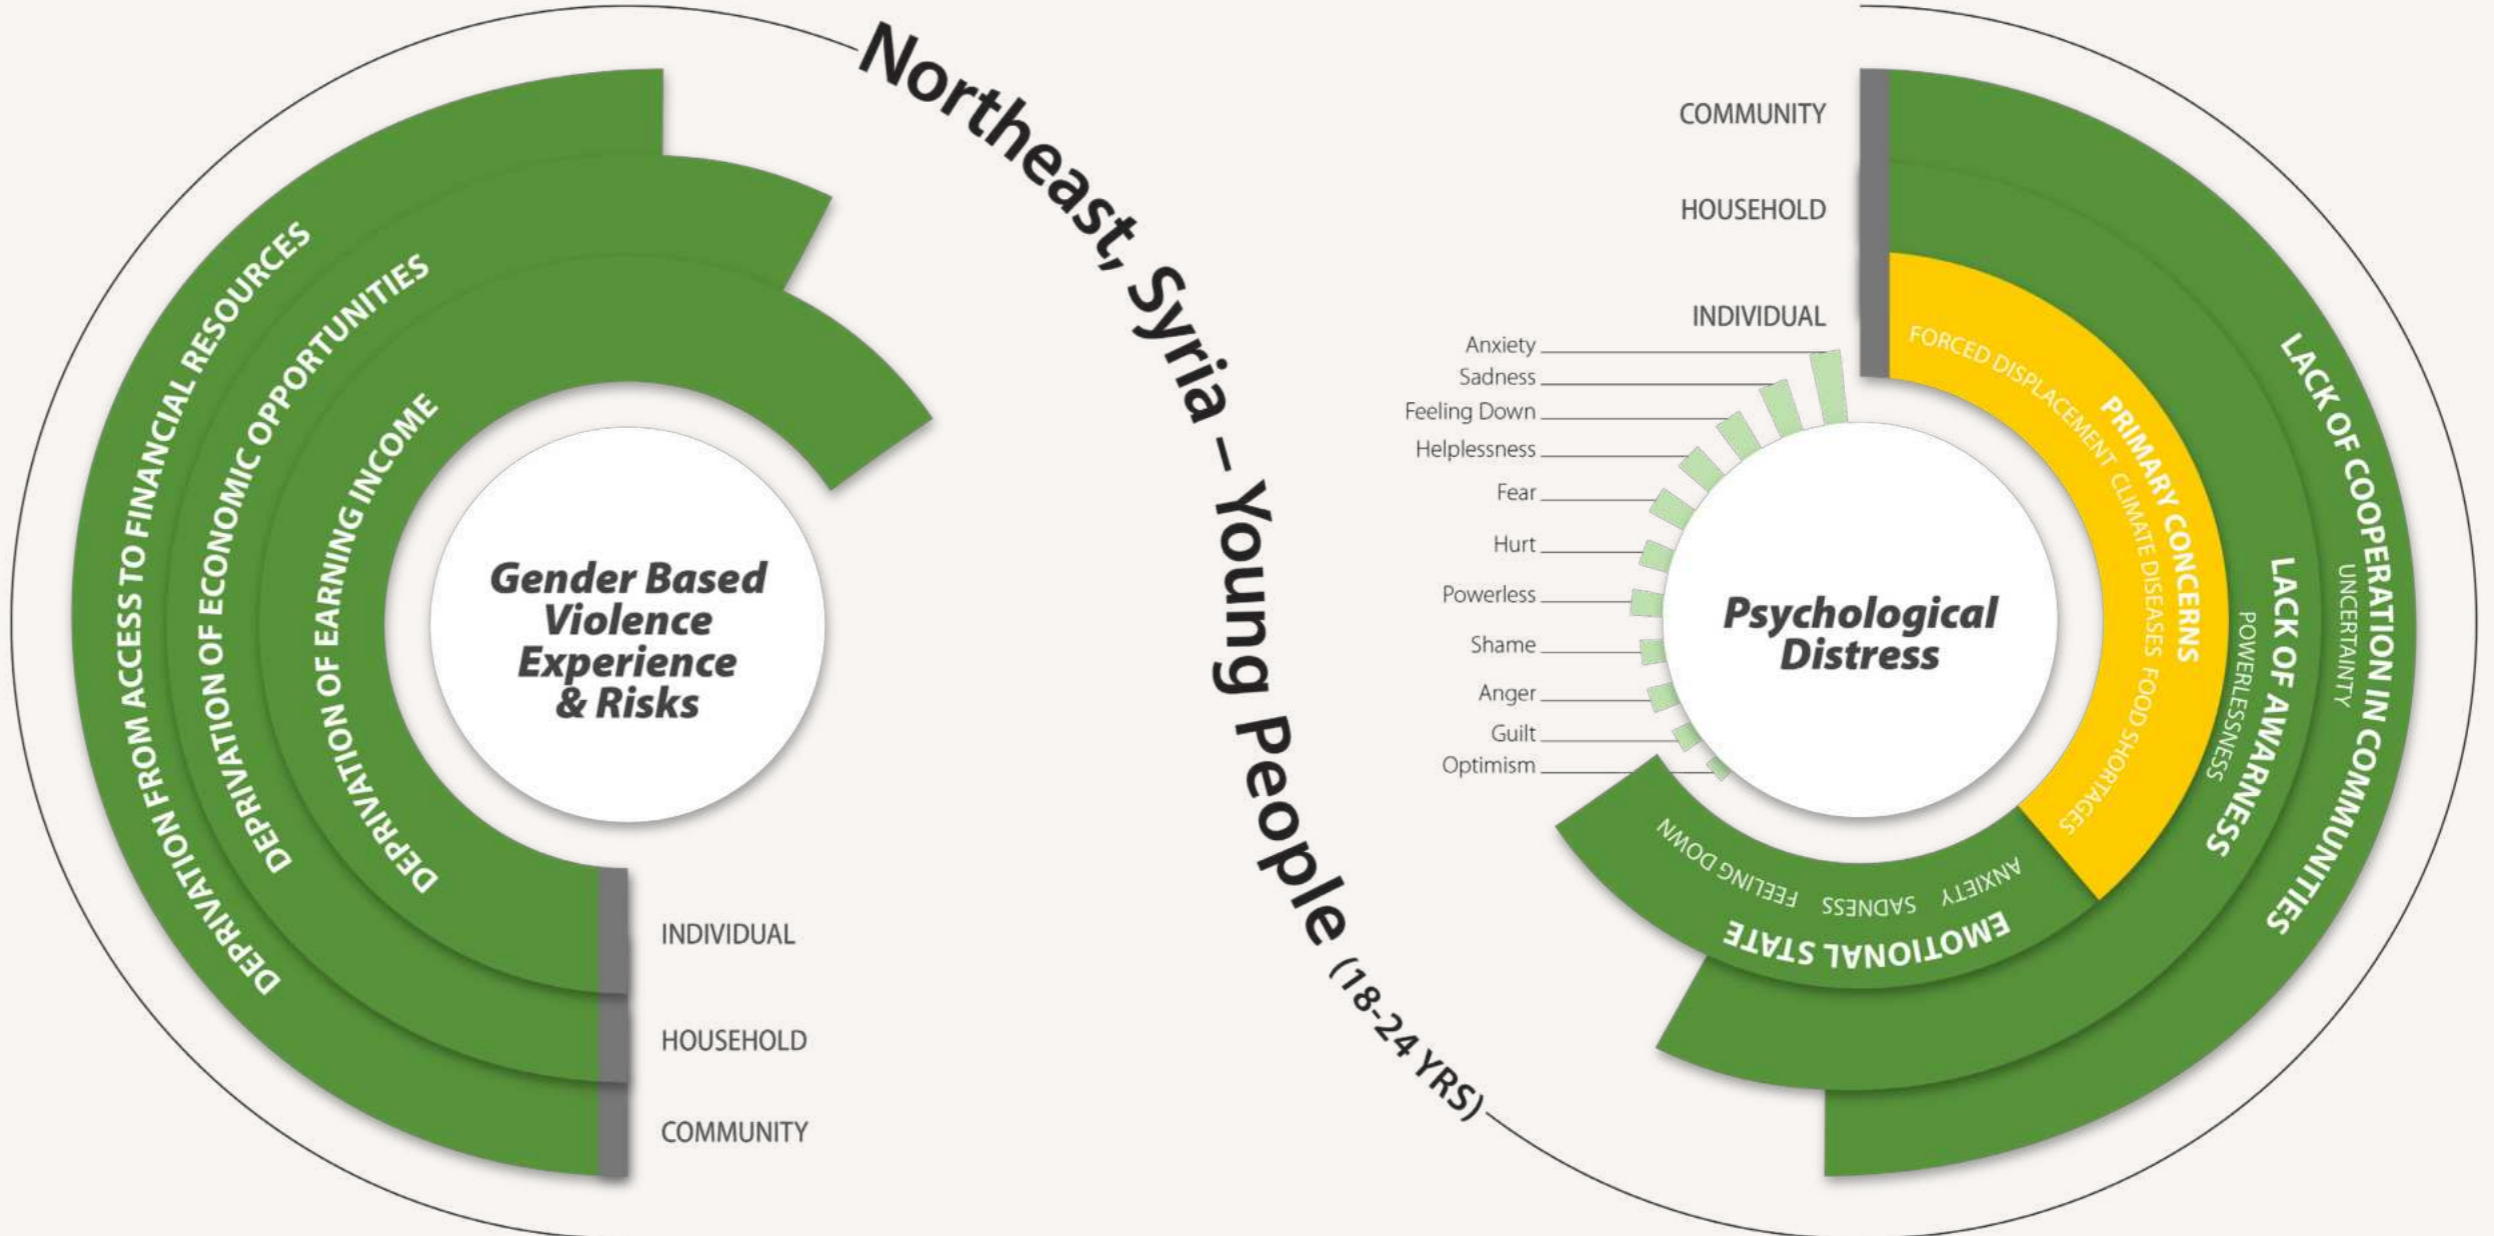 Northeast, Syria – Young People (18-24 YRS)
DEPRIVATION FROM ACCESS TO FINANCIAL RESOURCES
DEPRIVATION OF ECONOMIC OPPORTUNITIES
DEPRIVATION OF EARNING INCOME
Gender Based
Violence
Experience
& Risks
INDIVIDUAL
HOUSEHOLD
COMMUNITY
COMMUNITY
HOUSEHOLD
INDIVIDUAL
Anxiety
Sadness
Feeling Down
Helplessness
Fear
Hurt
Powerless
Shame
Anger
Guilt
Optimism
Psychological
Distress
PRIMARY CONCERNS
FORCED DISPLACEMENT CLIMATE DISEASES FOOD SHORTAGES
LACK OF AWARNESS
POWERLESSNESS
LACK OF COOPERATION IN COMMUNITIES
UNCERTAINTY
ANXIETY SADNESS FEELING DOWN
EMOTIONAL STATE